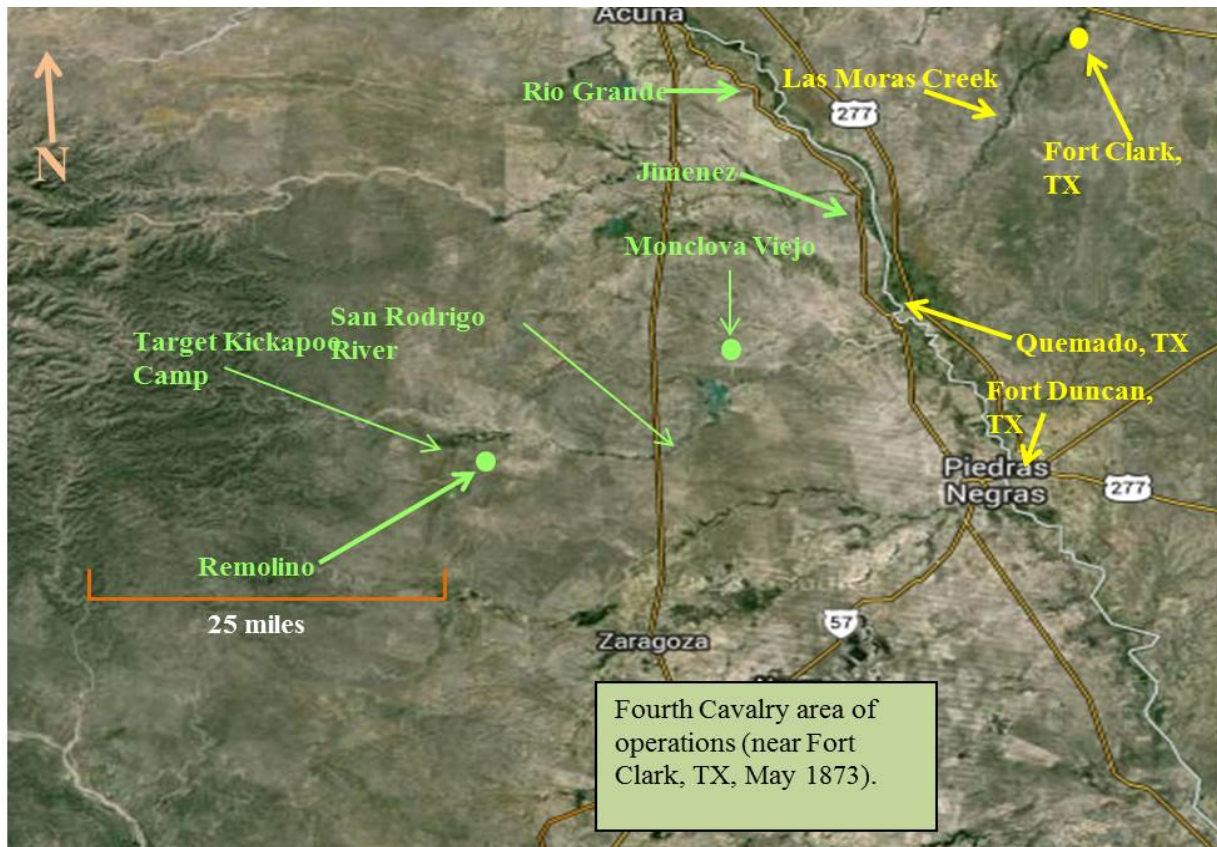 Acuna
Las Moras Creek
Rio Grande
277
Fort Clark,
TX
N
Jimenez
Monclova Viejo
San Rodrigo
River
Target Kickapoo
Camp
Quemado, TX
Fort Duncan,
TX
Piedras
Negras
277
Remolino
25 miles
57
Zaragoza
Fourth Cavalry area of
operations (near Fort
Clark, TX, May 1873).